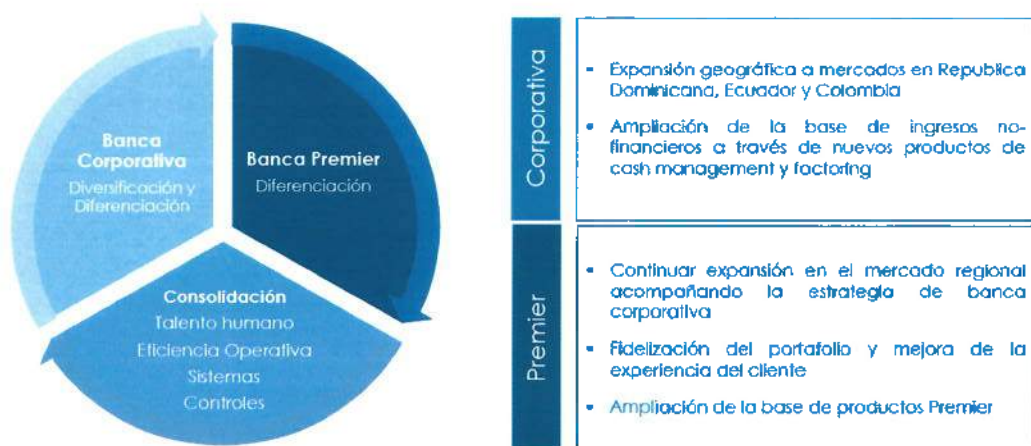 Banca
Corporativa
Diversificación y
Diferenciación
Banca Premier
Diferenciación
Consolidación
Talento humano
Eficiencia Operativa
Sistemas
Controles
Corporativa
- Expansión geográfica a mercados en Republica
Dominicana, Ecuador y Colombia
- Ampliación de la base de ingresos no-
financieros a través de nuevos productos de
cash management y factoring
Premier
- Continuar expansión en el mercado regional
acompañando la estrategia de banca
corporativa
- Fidelización del portafolio y mejora de la
experiencia del cliente
- Ampliación de la base de productos Premier